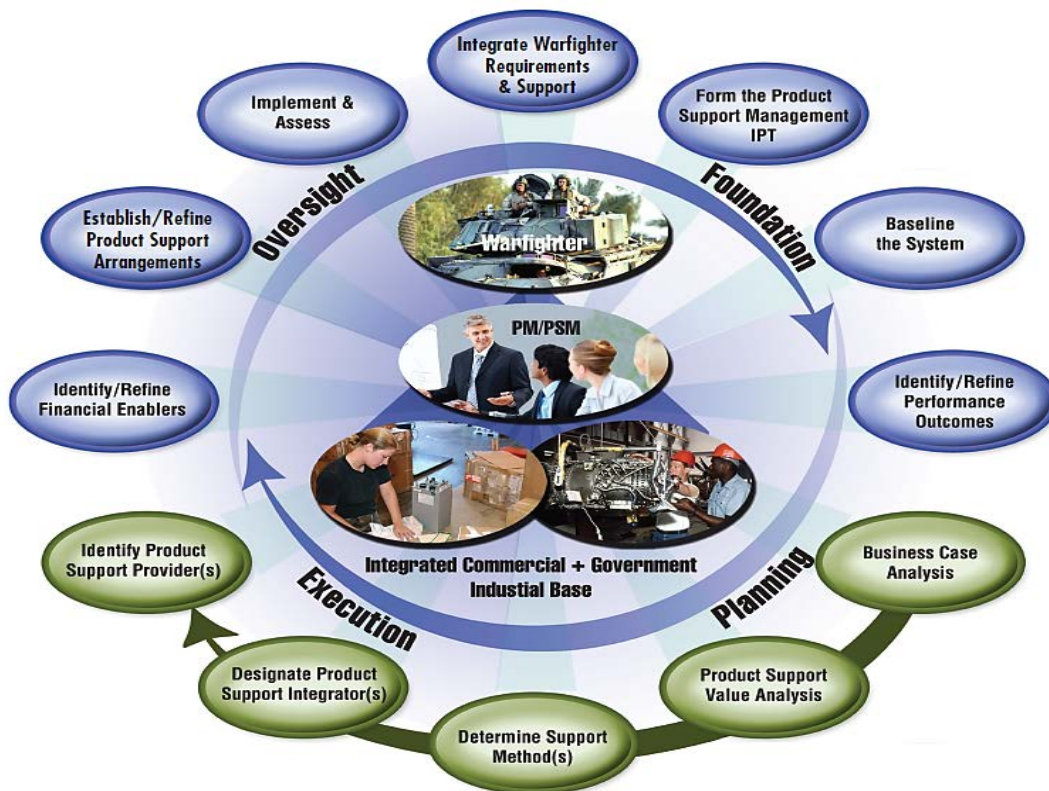 Integrate Warfighter
Requirements
& Support
Form the Product
Support Management
IPT
Baseline
the System
Identify/Refine
Performance
Outcomes
Business Case
Analysis
Product Support
Value Analysis
Determine Support
Method(s)
Designate Product
Support Integrator(s)
Identify Product
Support Provider(s)
Identify/Refine
Financial Enablers
Establish/Refine
Product Support
Arrangements
Implement &
Assess
Oversight
Foundation
Planning
Execution
Warfighter
PM/PSM
Integrated Commercial + Government
Industial Base